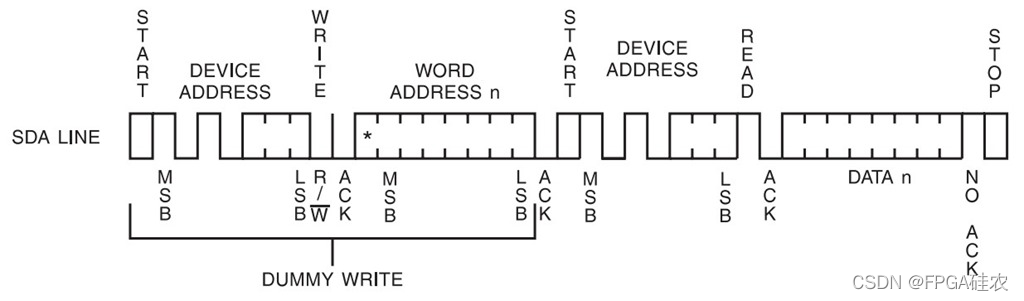 START
WRITE
START
READ
STOP
DEVICE
ADDRESS
WORD
ADDRESS n
DEVICE
ADDRESS
SDA LINE
*
MSB
LSB
R/W
ACK
MSB
LSB
ACK
MSB
LSB
ACK
DATA n
NO ACK
DUMMY WRITE
CSDN @FPGA硅农